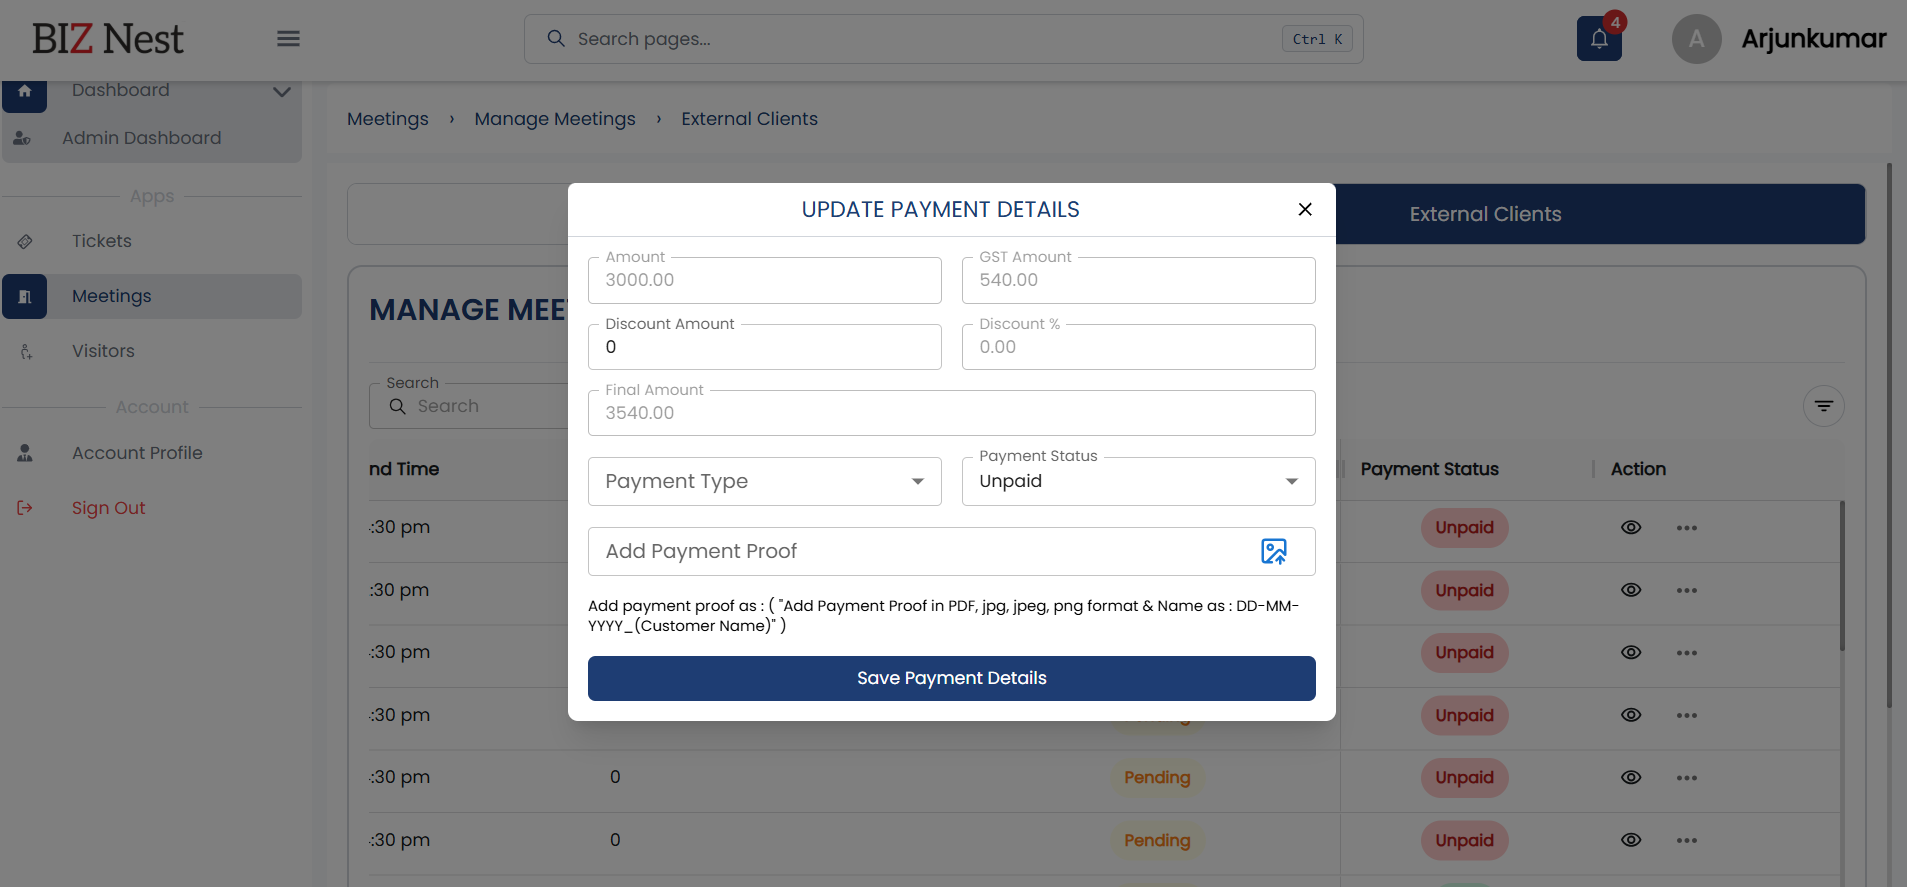 BIZ Nest
Search pages...
Ctrl K
4
A
Arjunkumar
Dashboard
Admin Dashboard
Apps
Tickets
Meetings
Visitors
Account
Account Profile
Sign Out
Meetings › Manage Meetings › External Clients
External Clients
MANAGE MEE
Search
Search
nd Time
Payment Status
Action
:30 pm
Unpaid
:30 pm
Unpaid
:30 pm
Unpaid
:30 pm
Unpaid
:30 pm
0
Pending
Unpaid
:30 pm
0
Pending
Unpaid
UPDATE PAYMENT DETAILS
Amount
3000.00
GST Amount
540.00
Discount Amount
0
Discount %
0.00
Final Amount
3540.00
Payment Type
Payment Status
Unpaid
Add Payment Proof
Add payment proof as : ( "Add Payment Proof in PDF, jpg, jpeg, png format & Name as : DD-MM-
YYYY_(Customer Name)" )
Save Payment Details